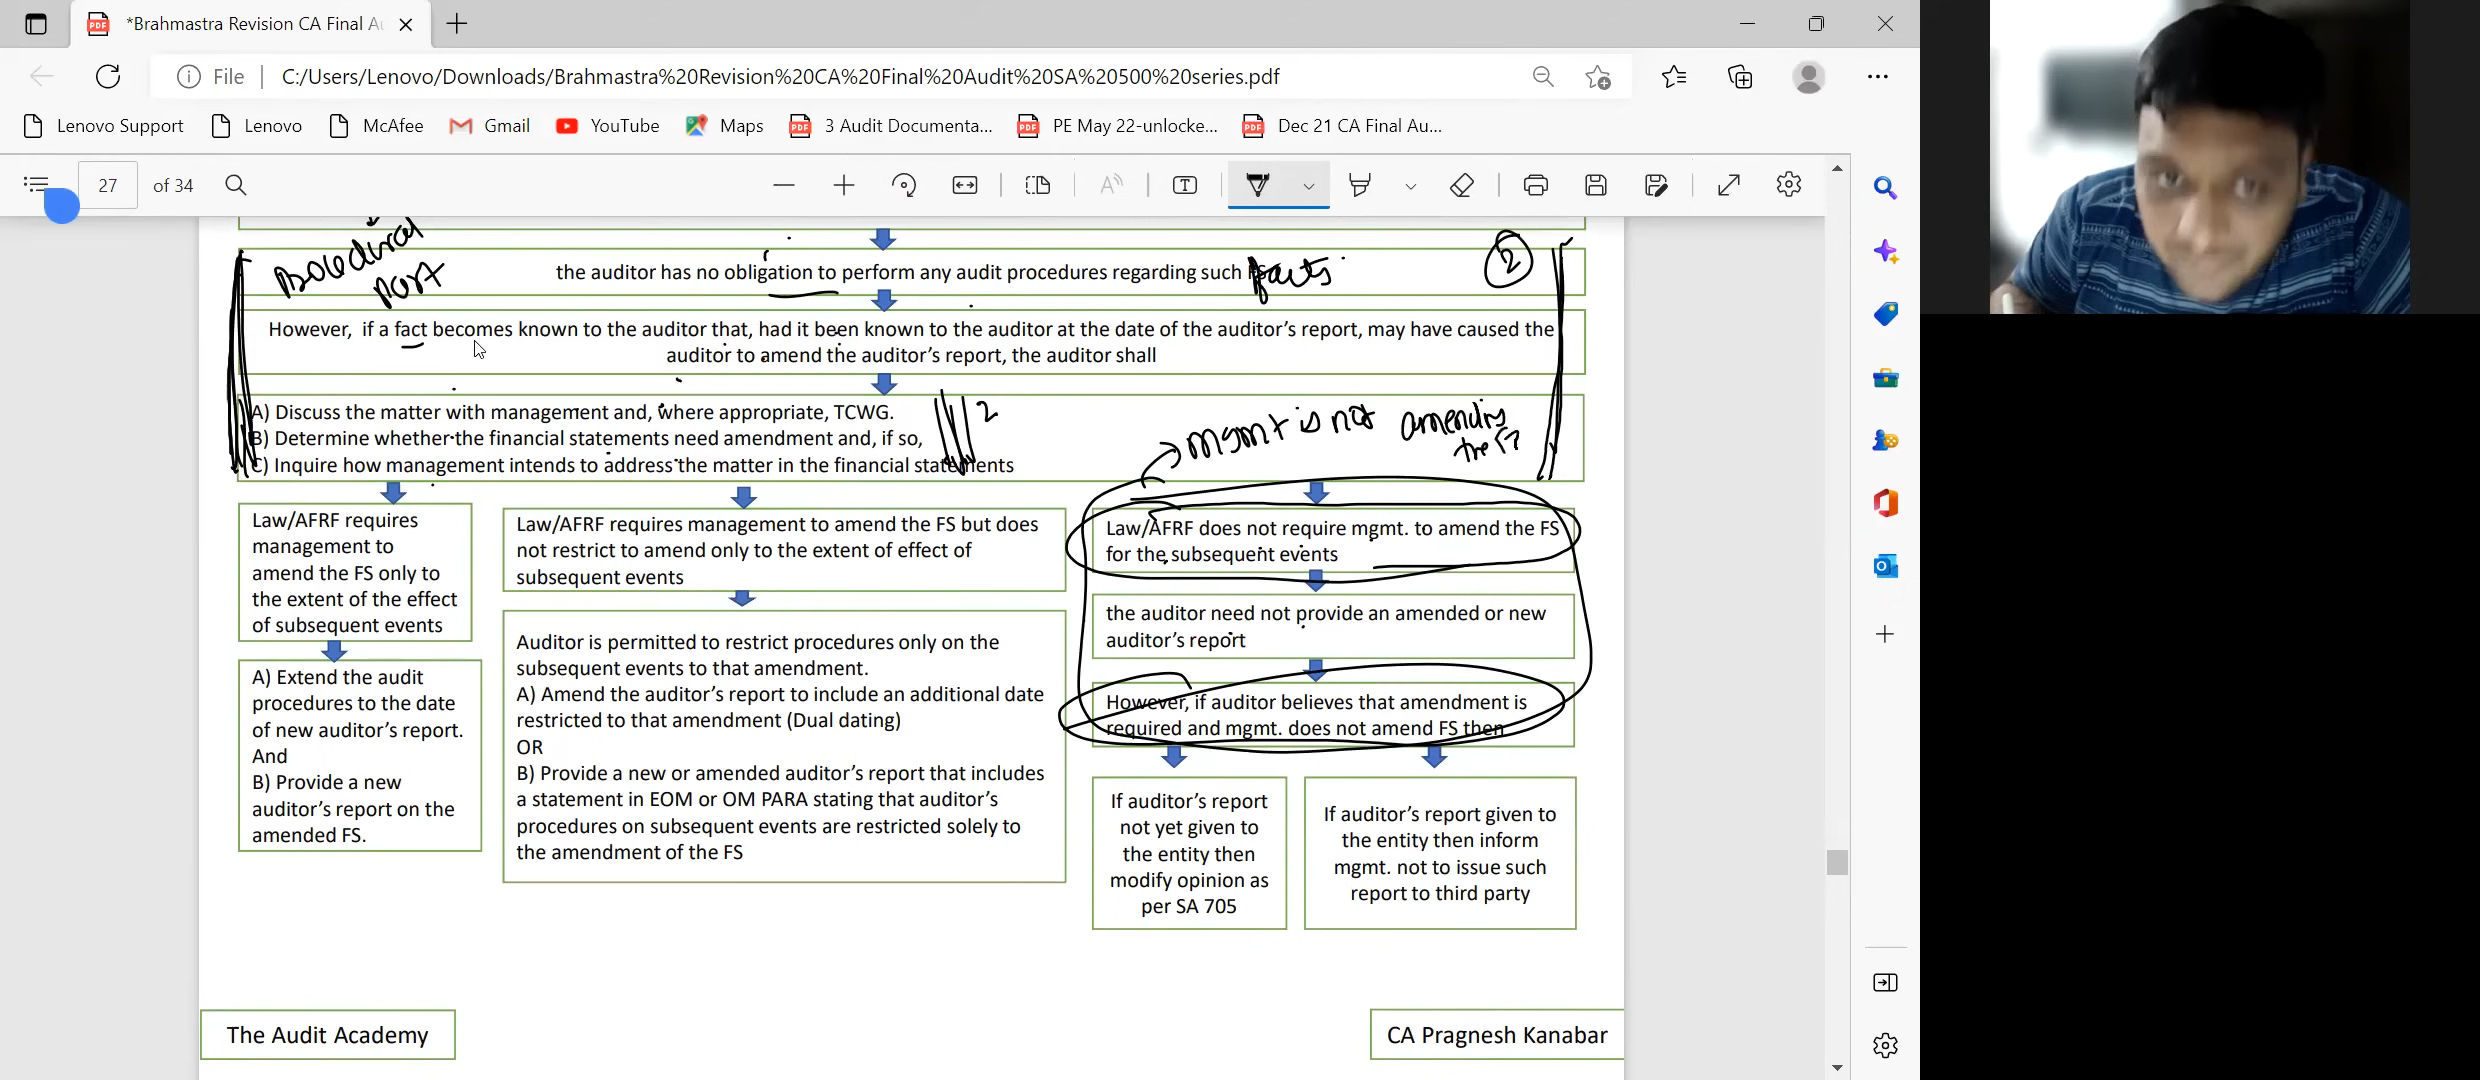 *Brahmastra Revision CA Final Au
File
C:/Users/Lenovo/Downloads/Brahmastra%20Revision%20CA%20Final%20Audit%20SA%20500%20series.pdf
Lenovo Support
Lenovo
McAfee
Gmail
YouTube
Maps
3 Audit Documenta...
PE May 22-unlocke...
Dec 21 CA Final Au...
27
of 34
procedural
part
the auditor has no obligation to perform any audit procedures regarding such
facts
2
However, if a fact becomes known to the auditor that, had it been known to the auditor at the date of the auditor’s report, may have caused the
auditor to amend the auditor’s report, the auditor shall
A) Discuss the matter with management and, where appropriate, TCWG.
B) Determine whether the financial statements need amendment and, if so,
C) Inquire how management intends to address the matter in the financial statements
2
Mgmt is not amending
the
Law/AFRF requires
management to
amend the FS only to
the extent of the effect
of subsequent events
A) Extend the audit
procedures to the date
of new auditor’s report.
And
B) Provide a new
auditor’s report on the
amended FS.
Law/AFRF requires management to amend the FS but does
not restrict to amend only to the extent of effect of
subsequent events
Auditor is permitted to restrict procedures only on the
subsequent events to that amendment.
A) Amend the auditor’s report to include an additional date
restricted to that amendment (Dual dating)
OR
B) Provide a new or amended auditor’s report that includes
a statement in EOM or OM PARA stating that auditor’s
procedures on subsequent events are restricted solely to
the amendment of the FS
Law/AFRF does not require mgmt. to amend the FS
for the subsequent events
the auditor need not provide an amended or new
auditor’s report
However, if auditor believes that amendment is
required and mgmt. does not amend FS then
If auditor’s report
not yet given to
the entity then
modify opinion as
per SA 705
If auditor’s report given to
the entity then inform
mgmt. not to issue such
report to third party
The Audit Academy
CA Pragnesh Kanabar